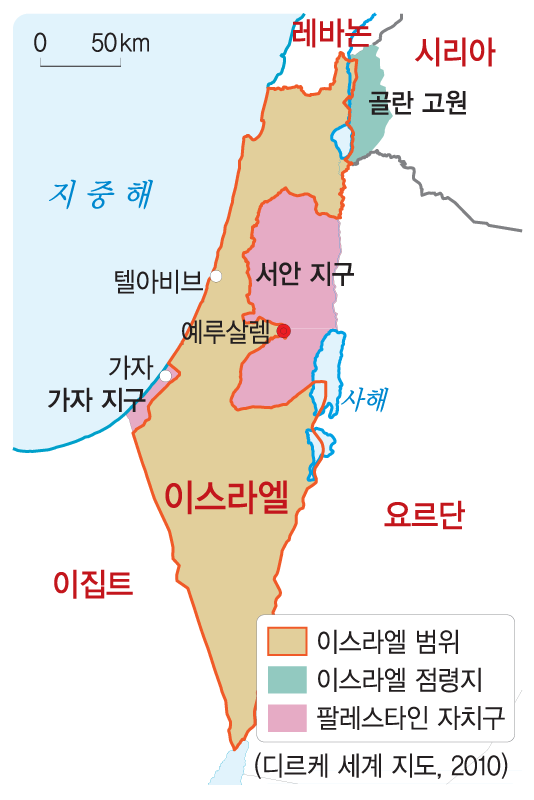 레바논
0 50km
시리아
골란 고원
지중해
서안 지구
텔아비브
예루살렘
가자
가자 지구
사해
이스라엘
요르단
이집트
이스라엘 범위
이스라엘 점령지
팔레스타인 자치구
(디르케 세계 지도, 2010)